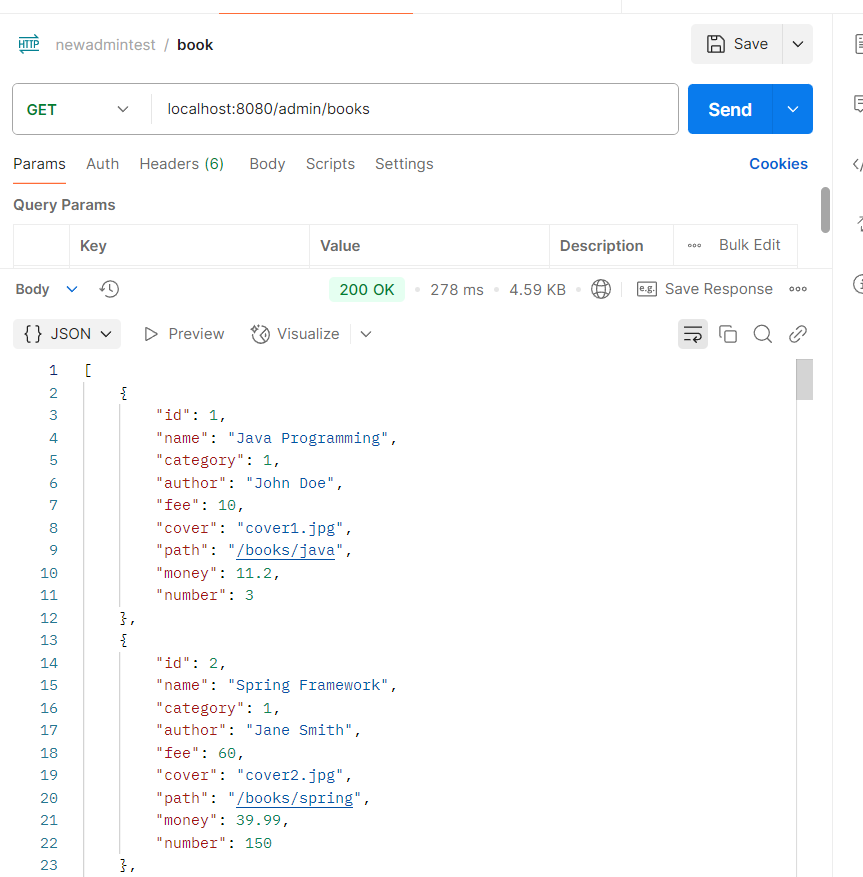 HTTP newadmintest / book Save
GET localhost:8080/admin/books Send
Params Auth Headers (6) Body Scripts Settings Cookies
Query Params
Key Value Description Bulk Edit
Body 200 OK 278 ms 4.59 KB e.g. Save Response
{} JSON Preview Visualize
1 [
2 {
3 "id": 1,
4 "name": "Java Programming",
5 "category": 1,
6 "author": "John Doe",
7 "fee": 10,
8 "cover": "cover1.jpg",
9 "path": "/books/java",
10 "money": 11.2,
11 "number": 3
12 },
13 {
14 "id": 2,
15 "name": "Spring Framework",
16 "category": 1,
17 "author": "Jane Smith",
18 "fee": 60,
19 "cover": "cover2.jpg",
20 "path": "/books/spring",
21 "money": 39.99,
22 "number": 150
23 },